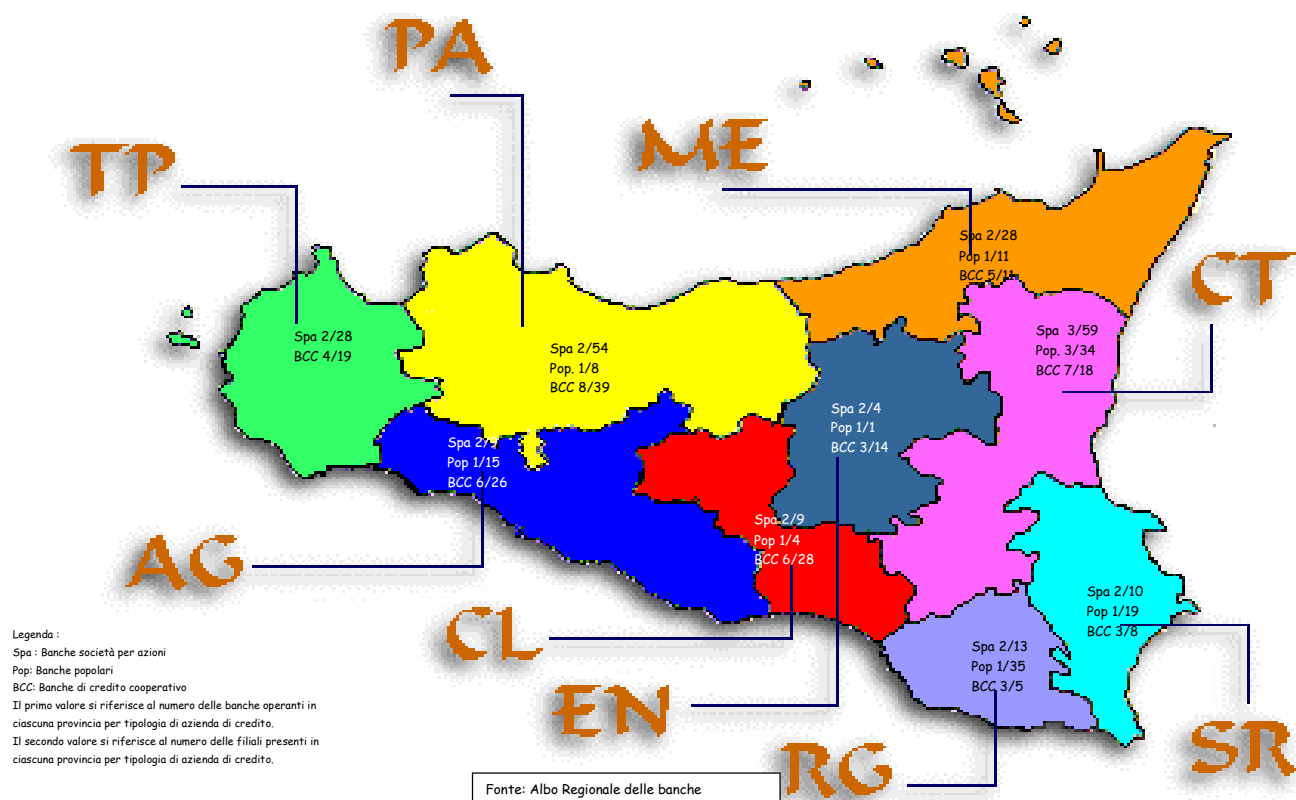 PA
TP
ME
CT
Spa 2/28
Pop 1/11
BCC 5/11
Spa 2/28
BCC 4/19
Spa 2/54
Pop. 1/8
BCC 8/39
Spa 3/59
Pop. 3/34
BCC 7/18
Spa 2/4
Pop 1/1
BCC 3/14
Spa
Pop 1/15
BCC 6/26
Spa 2/9
Pop 1/4
BCC 6/28
AG
CL
EN
RG
SR
Spa 2/10
Pop 1/19
BCC 3/8
Spa 2/13
Pop 1/35
BCC 3/5
Legenda :
Spa : Banche società per azioni
Pop: Banche popolari
BCC: Banche di credito cooperativo
Il primo valore si riferisce al numero delle banche operanti in
ciascuna provincia per tipologia di azienda di credito.
Il secondo valore si riferisce al numero delle filiali presenti in
ciascuna provincia per tipologia di azienda di credito.
Fonte: Albo Regionale delle banche